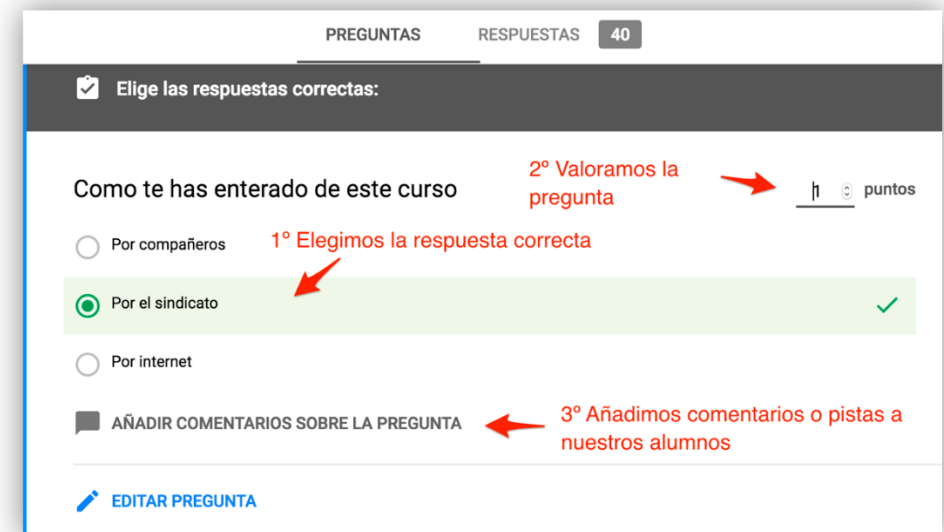 PREGUNTAS RESPUESTAS 40
Elige las respuestas correctas:
2º Valoramos la
pregunta
Como te has enterado de este curso
1 puntos
Por compañeros
1º Elegimos la respuesta correcta
Por el sindicato
Por internet
AÑADIR COMENTARIOS SOBRE LA PREGUNTA
3º Añadimos comentarios o pistas a
nuestros alumnos
EDITAR PREGUNTA